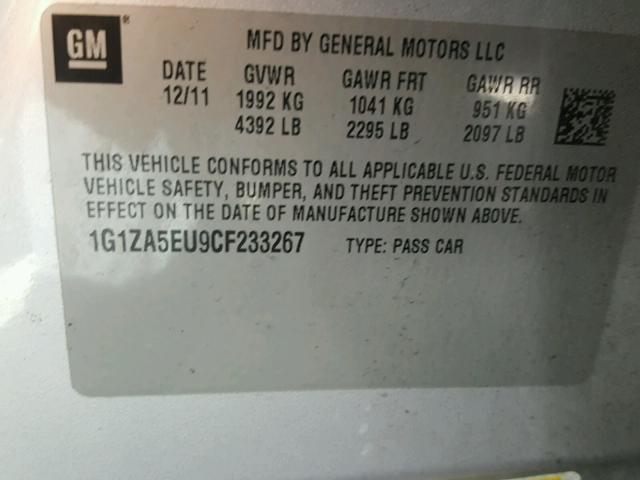 GM ®
MFD BY GENERAL MOTORS LLC
DATE GVWR GAWR FRT GAWR RR
12/11 1992 KG 1041 KG 951 KG
4392 LB 2295 LB 2097 LB
THIS VEHICLE CONFORMS TO ALL APPLICABLE U.S. FEDERAL MOTOR
VEHICLE SAFETY, BUMPER, AND THEFT PREVENTION STANDARDS IN
EFFECT ON THE DATE OF MANUFACTURE SHOWN ABOVE.
1G1ZA5EU9CF233267 TYPE: PASS CAR